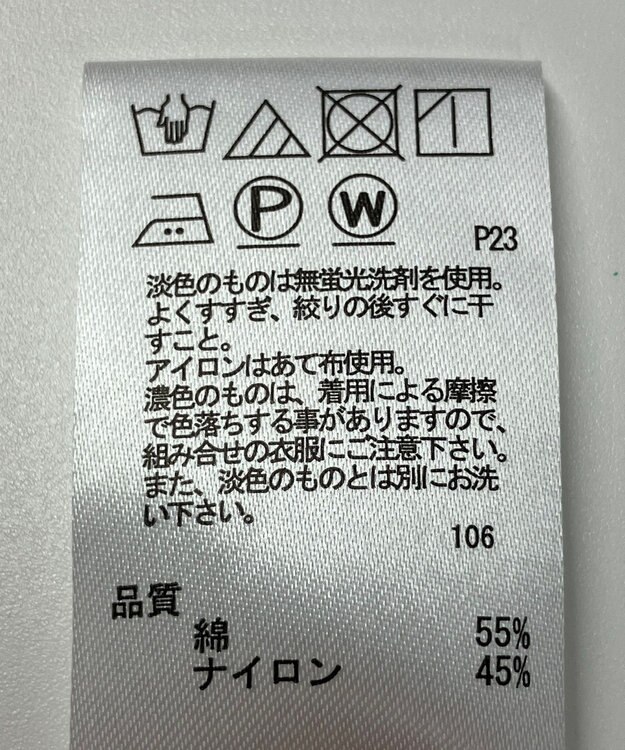 P
W
P23
淡色のものは無蛍光洗剤を使用。
よくすすぎ、絞りの後すぐに干
すこと。
アイロンはあて布使用。
濃色のものは、着用による摩擦
で色落ちする事がありますので、
組み合せの衣服にご注意下さい。
また、淡色のものとは別にお洗
い下さい。
106
品質
綿 55%
ナイロン 45%